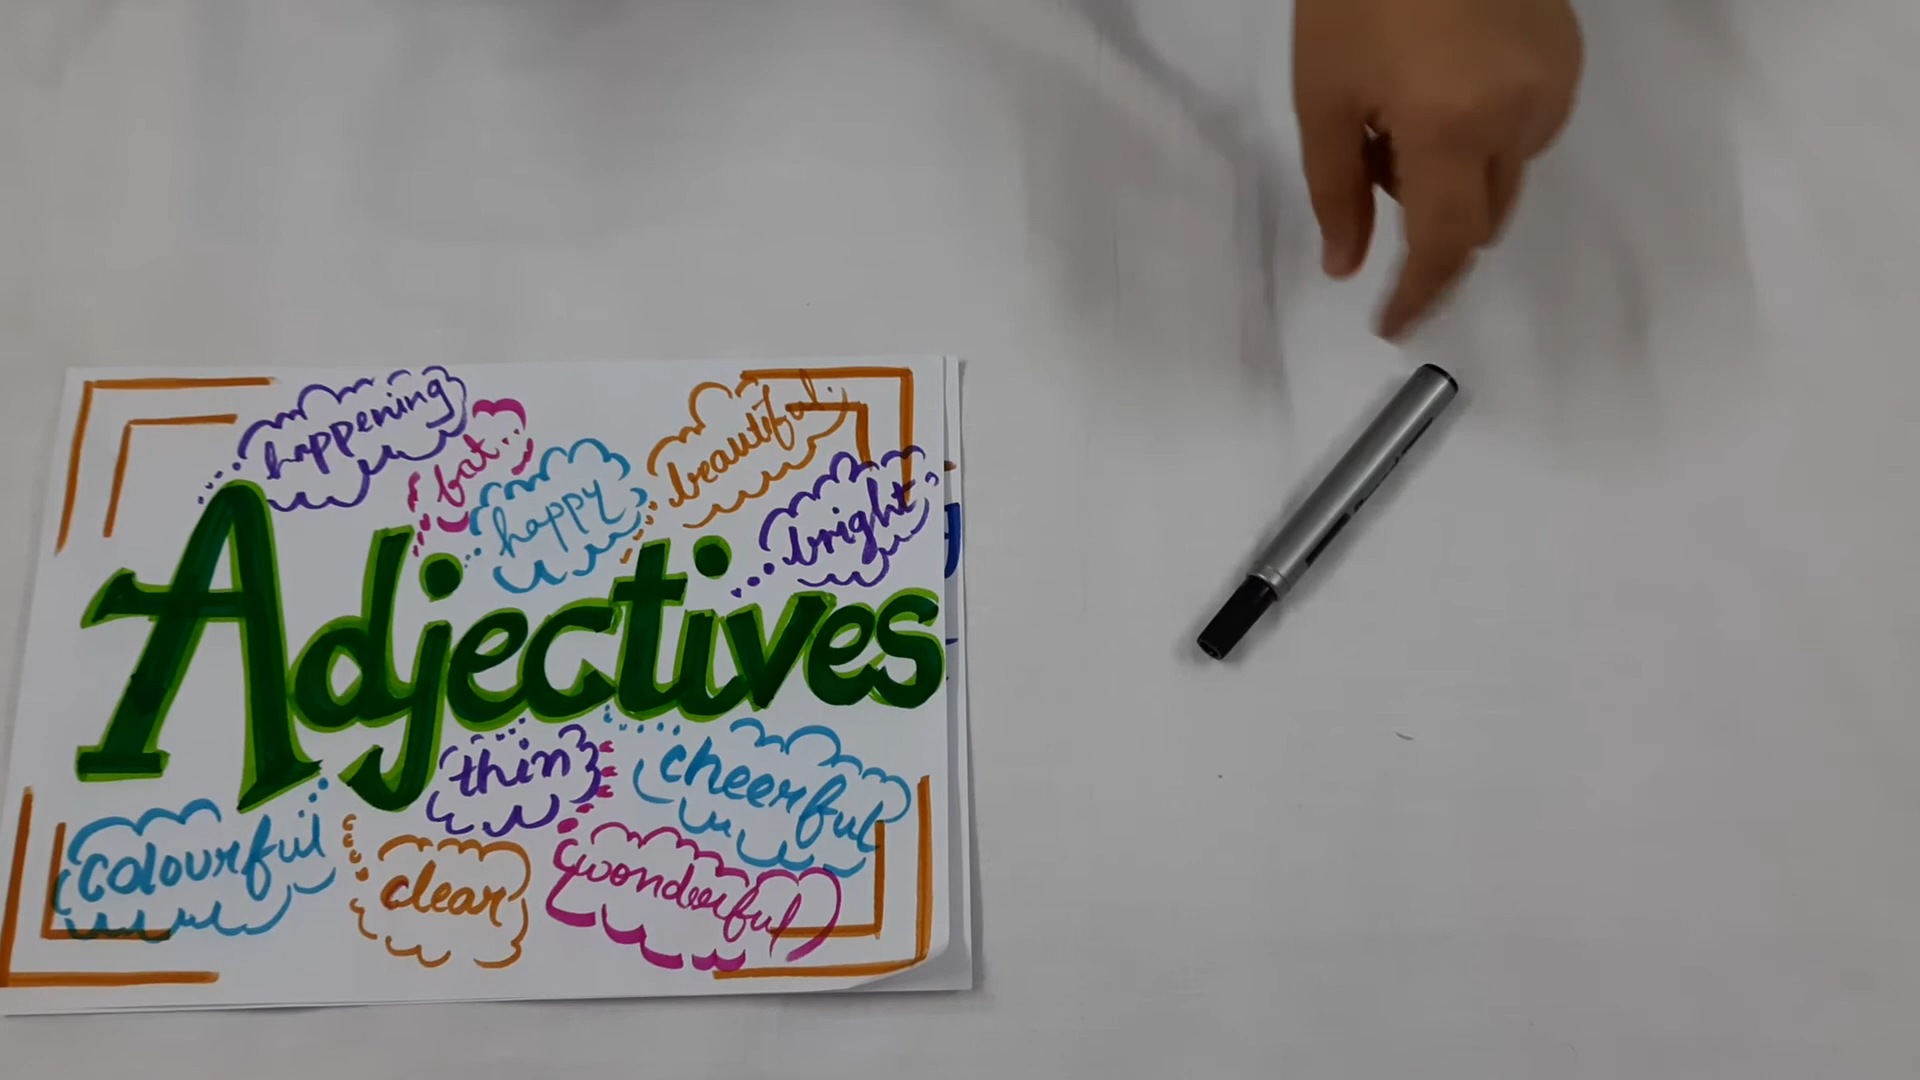 happening
fat
happy
beautiful
bright
Adjectives
thin
cheerful
colourful
clear
wonderful